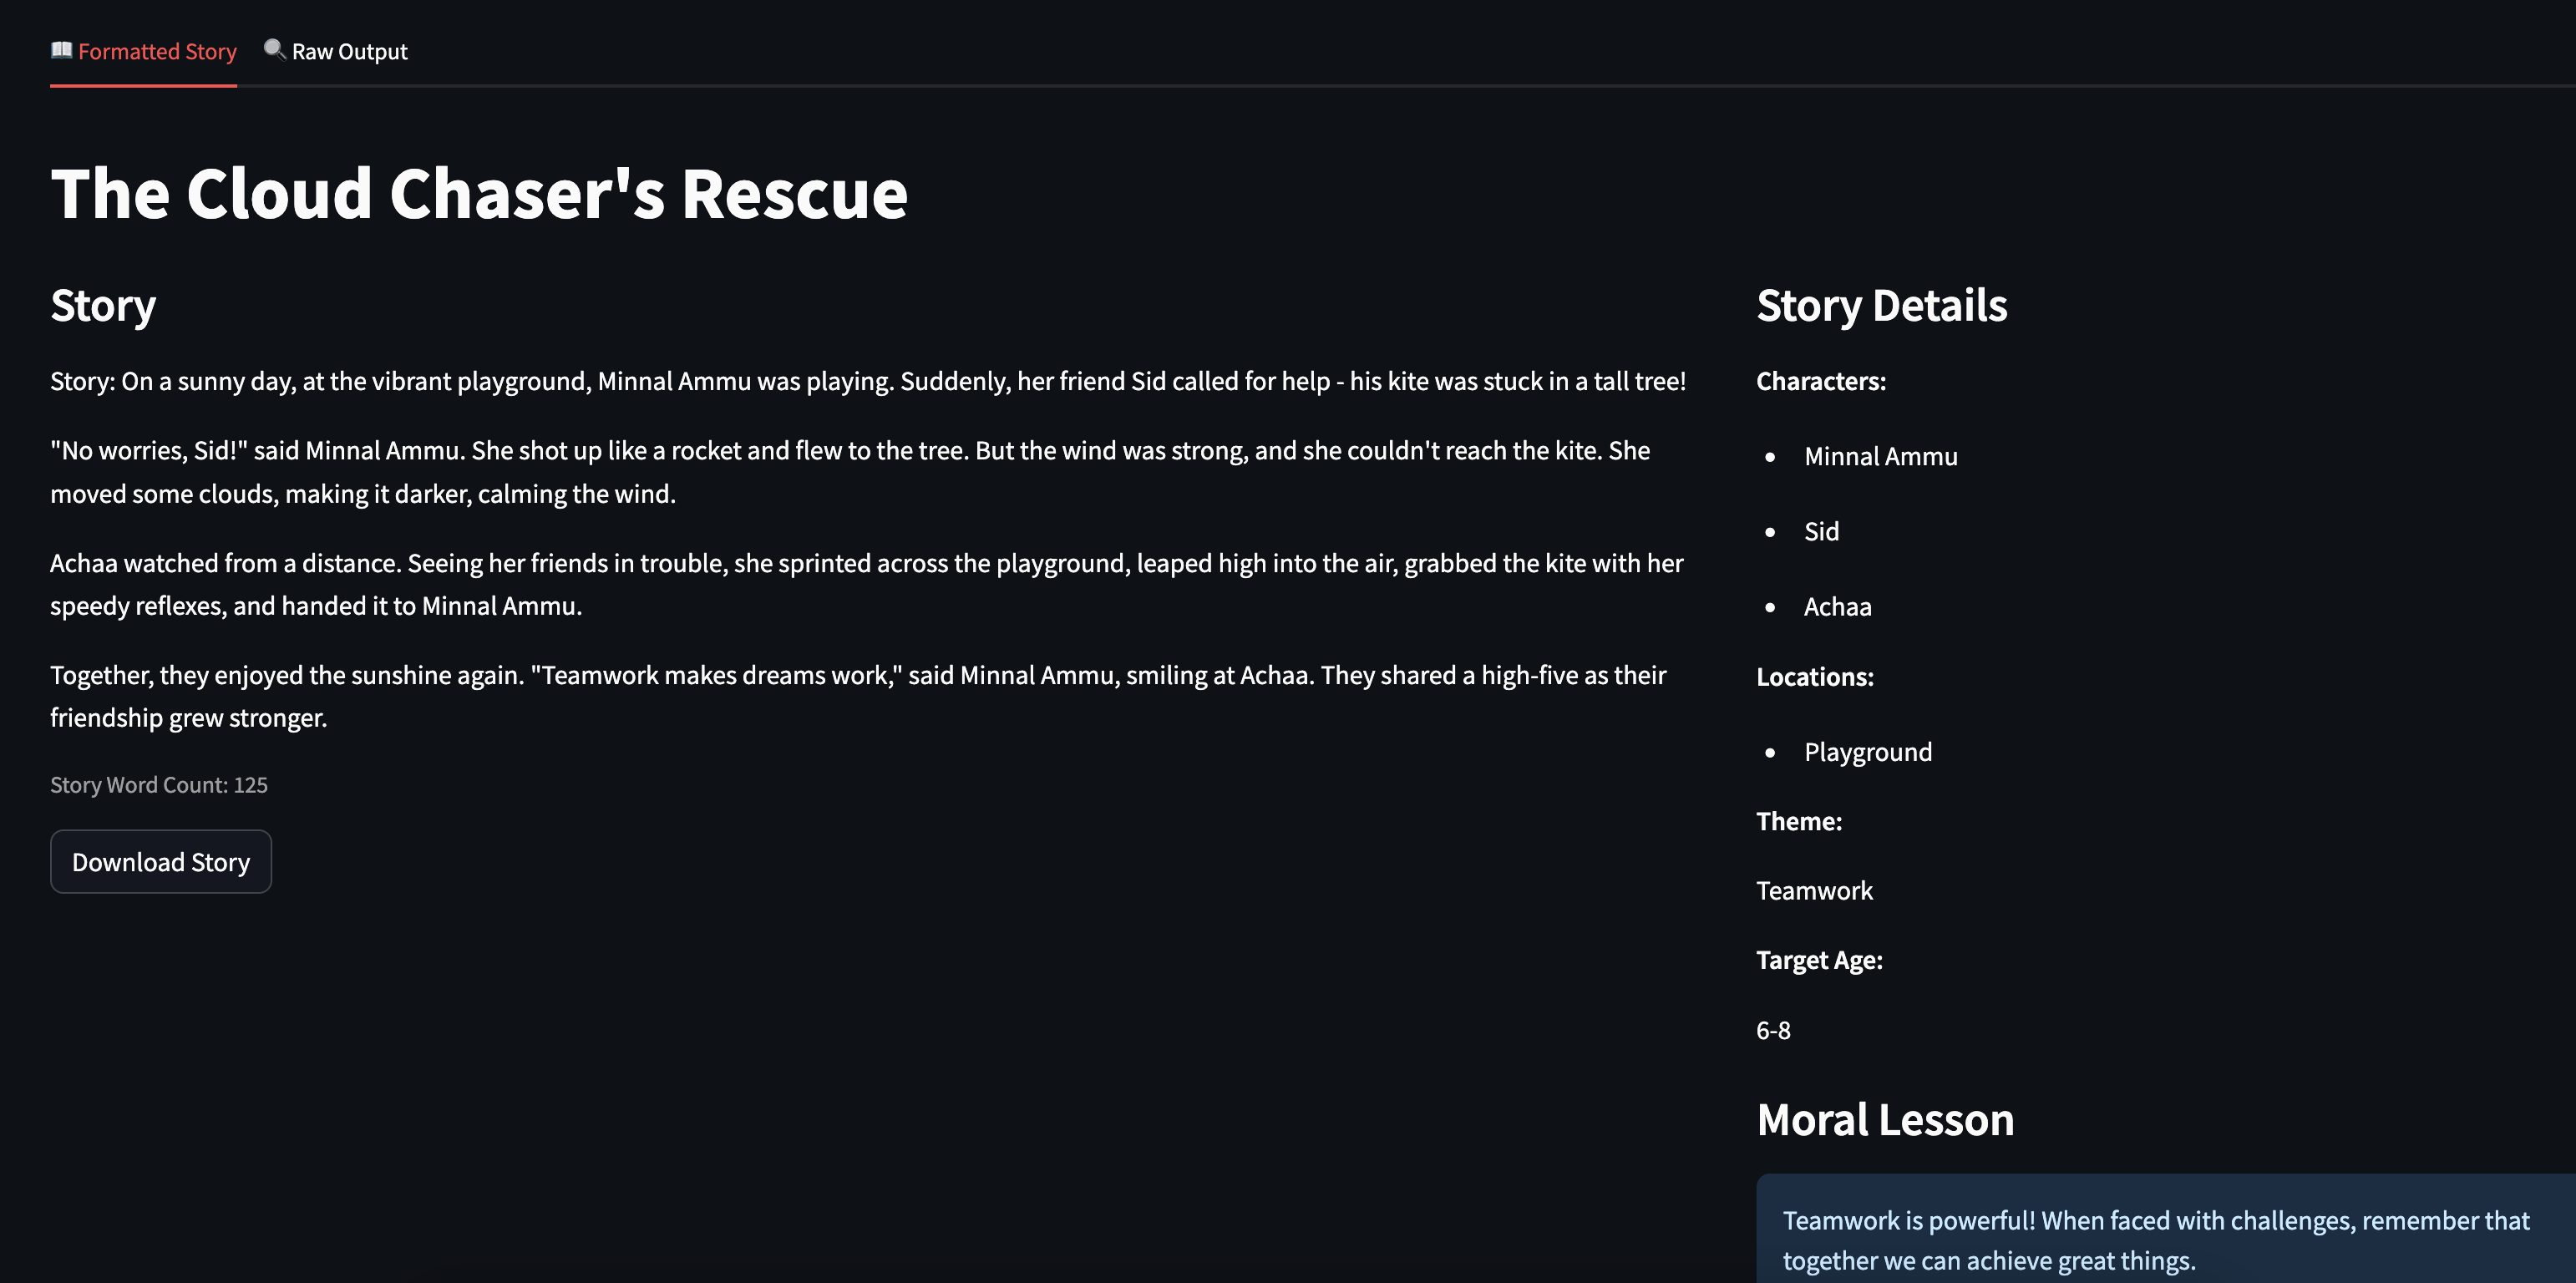 Formatted Story
Raw Output
The Cloud Chaser's Rescue
Story
Story: On a sunny day, at the vibrant playground, Minnal Ammu was playing. Suddenly, her friend Sid called for help - his kite was stuck in a tall tree!
"No worries, Sid!" said Minnal Ammu. She shot up like a rocket and flew to the tree. But the wind was strong, and she couldn't reach the kite. She
moved some clouds, making it darker, calming the wind.
Achaa watched from a distance. Seeing her friends in trouble, she sprinted across the playground, leaped high into the air, grabbed the kite with her
speedy reflexes, and handed it to Minnal Ammu.
Together, they enjoyed the sunshine again. "Teamwork makes dreams work," said Minnal Ammu, smiling at Achaa. They shared a high-five as their
friendship grew stronger.
Story Word Count: 125
Download Story
Story Details
Characters:
• Minnal Ammu
• Sid
• Achaa
Locations:
• Playground
Theme:
Teamwork
Target Age:
6-8
Moral Lesson
Teamwork is powerful! When faced with challenges, remember that
together we can achieve great things.